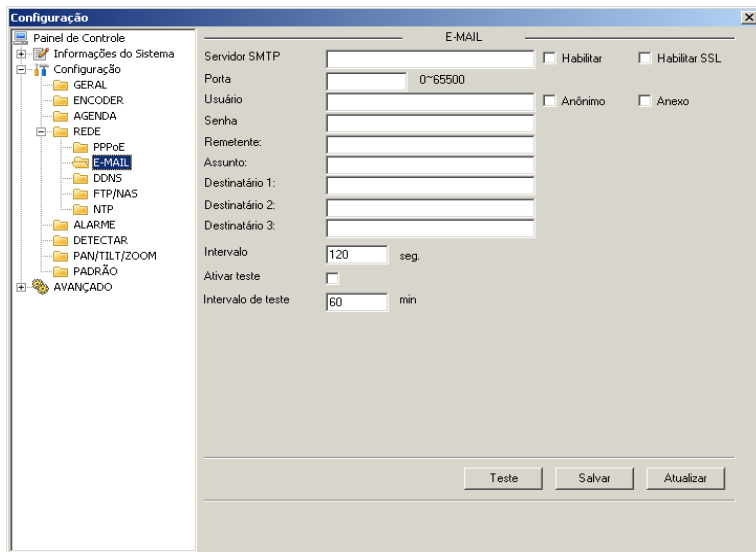 Configuração
Painel de Controle
Informações do Sistema
Configuração
GERAL
ENCODER
AGENDA
REDE
PPPoE
E-MAIL
DDNS
FTP/NAS
NTP
ALARME
DETECTAR
PAN/TILT/ZOOM
PADRÃO
AVANÇADO
E-MAIL
Servidor SMTP Habilitar Habilitar SSL
Porta 0~65500
Usuário Anônimo Anexo
Senha
Remetente:
Assunto:
Destinatário 1:
Destinatário 2:
Destinatário 3:
Intervalo 120 seg.
Ativar teste
Intervalo de teste 60 min
Teste Salvar Atualizar